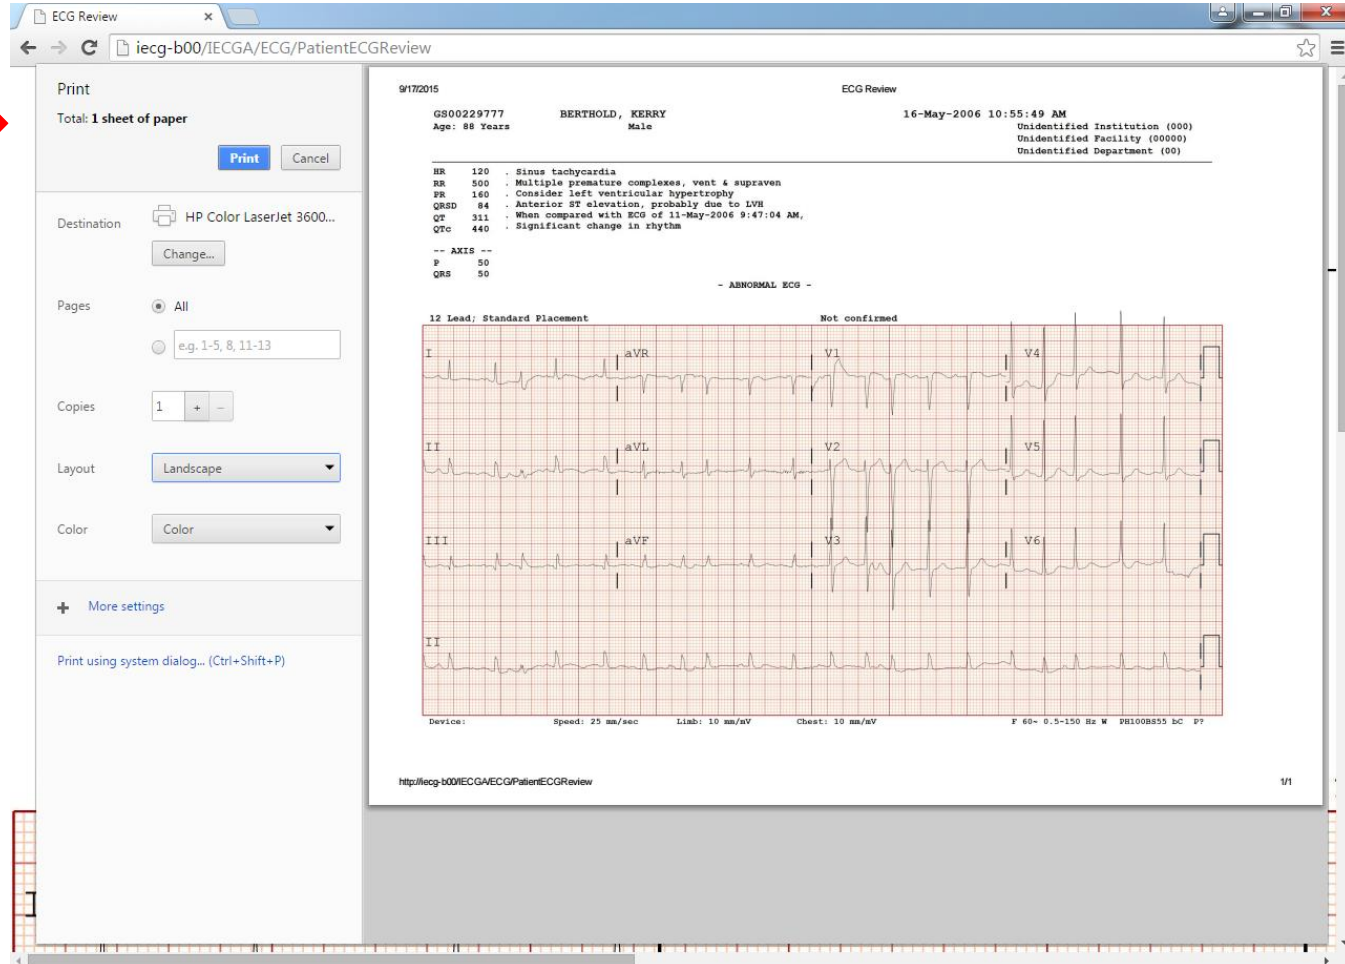 ECG Review
iecg-b00/IECGA/ECG/PatientECGReview
Print
Total: 1 sheet of paper
Print Cancel
Destination HP Color LaserJet 3600...
Change...
Pages All
e.g. 1-5, 8, 11-13
Copies 1 + -
Layout Landscape
Color Color
+ More settings
Print using system dialog... (Ctrl+Shift+P)
9/17/2015 ECG Review
GS00229777 BERTHOLD, KERRY 16-May-2006 10:55:49 AM
Age: 88 Years Male Unidentified Institution (000)
Unidentified Facility (00000)
Unidentified Department (00)
HR 120 . Sinus tachycardia
RR 500 . Multiple premature complexes, vent & supraven
PR 160 . Consider left ventricular hypertrophy
QRSD 84 . Anterior ST elevation, probably due to LVH
QT 311 . When compared with ECG of 11-May-2006 9:47:04 AM,
QTc 440 . Significant change in rhythm
-- AXIS --
P 50
QRS 50
- ABNORMAL ECG -
12 Lead; Standard Placement Not confirmed
I aVR V1 V4
II aVL V2 V5
III aVF V3 V6
II
Device: Speed: 25 mm/sec Limb: 10 mm/mV Chest: 10 mm/mV F 60~ 0.5-150 Hz W PH100BS55 bC P?
http://iecg-b00/IECGA/ECG/PatientECGReview 1/1